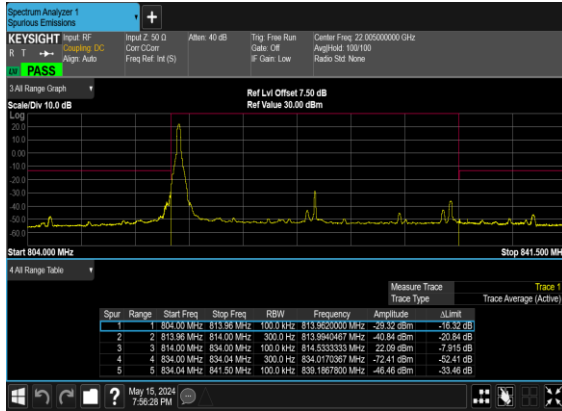 Spectrum Analyzer 1
Spurious Emissions
KEYSIGHT Input: RF Input Z: 50 Ω Atten: 40 dB Trig: Free Run Center Freq: 22.005000000 GHz
R T Coupling: DC Corr CCorr Gate: Off Avg|Hold: 100/100
Align: Auto Freq Ref: Int (S) IF Gain: Low Radio Std: None
PASS
3 All Range Graph
Ref Lvl Offset 7.50 dB
Scale/Div 10.0 dB Ref Value 30.00 dBm
Log
20.0
10.0
0.00
-10.0
-20.0
-30.0
-40.0
-50.0
-60.0
Start 804.000 MHz Stop 841.500 MHz
4 All Range Table
Measure Trace Trace 1
Trace Type Trace Average (Active)
Spur Range Start Freq Stop Freq RBW Frequency Amplitude ΔLimit
1 1 804.00 MHz 813.96 MHz 100.0 kHz 813.9620000 MHz -29.32 dBm -16.32 dB
2 2 813.96 MHz 814.00 MHz 300.0 Hz 813.9940467 MHz -40.84 dBm -20.84 dB
3 3 814.00 MHz 834.00 MHz 100.0 kHz 814.5333333 MHz 22.09 dBm -7.915 dB
4 4 834.00 MHz 834.04 MHz 300.0 Hz 834.0170367 MHz -72.41 dBm -52.41 dB
5 5 834.04 MHz 841.50 MHz 100.0 kHz 839.1867800 MHz -46.46 dBm -33.46 dB
? May 15, 2024
7:56:28 PM